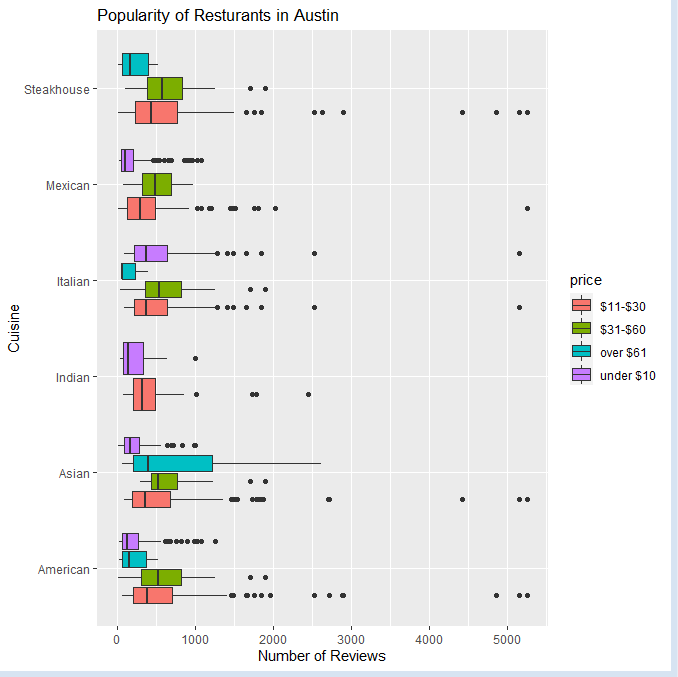 Popularity of Resturants in Austin
Cuisine
Steakhouse
Mexican
Italian
Indian
Asian
American
0 1000 2000 3000 4000 5000
Number of Reviews
price
$11-$30
$31-$60
over $61
under $10